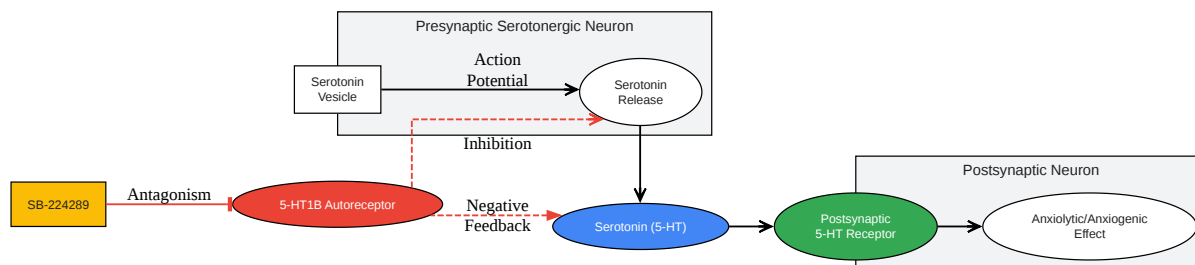 Presynaptic Serotonergic Neuron
Serotonin
Vesicle
Action
Potential
Serotonin
Release
Inhibition
SB-224289
Antagonism
5-HT1B Autoreceptor
Negative
Feedback
Serotonin (5-HT)
Postsynaptic Neuron
Postsynaptic
5-HT Receptor
Anxiolytic/Anxiogenic
Effect